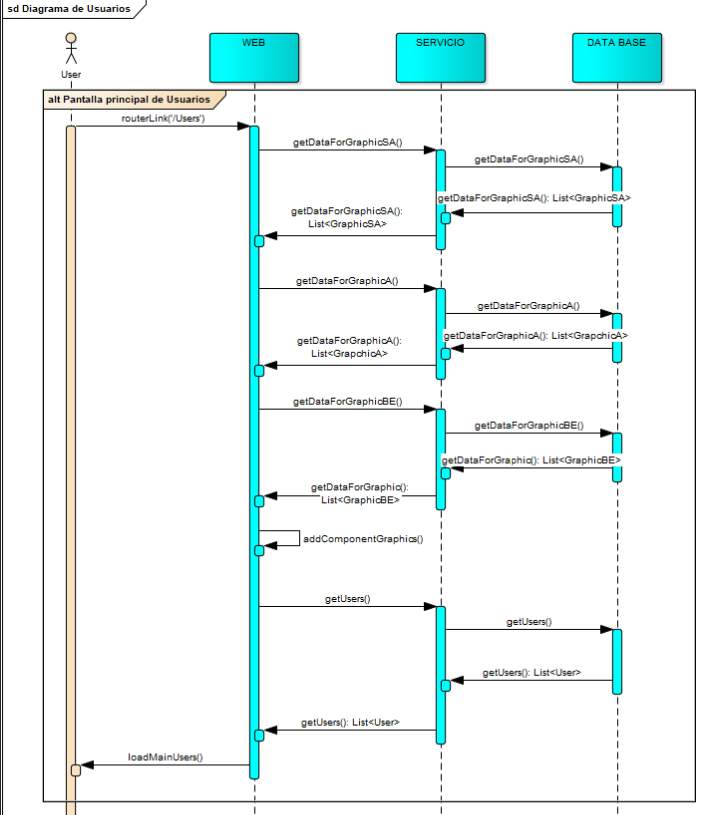 sd Diagrama de Usuarios
User
WEB
SERVICIO
DATA BASE
alt Pantalla principal de Usuarios
routerLink('/Users')
getDataForGraphicSA()
getDataForGraphicSA()
getDataForGraphicSA(): List<GraphicSA>
getDataForGraphicSA():
List<GraphicSA>
getDataForGraphicA()
getDataForGraphicA()
getDataForGraphicA(): List<GrapchicA>
getDataForGraphicA():
List<GrapchicA>
getDataForGraphicBE()
getDataForGraphicBE()
getDataForGraphic(): List<GraphicBE>
getDataForGraphic():
List<GraphicBE>
addComponentGraphics()
getUsers()
getUsers()
getUsers(): List<User>
getUsers(): List<User>
loadMainUsers()